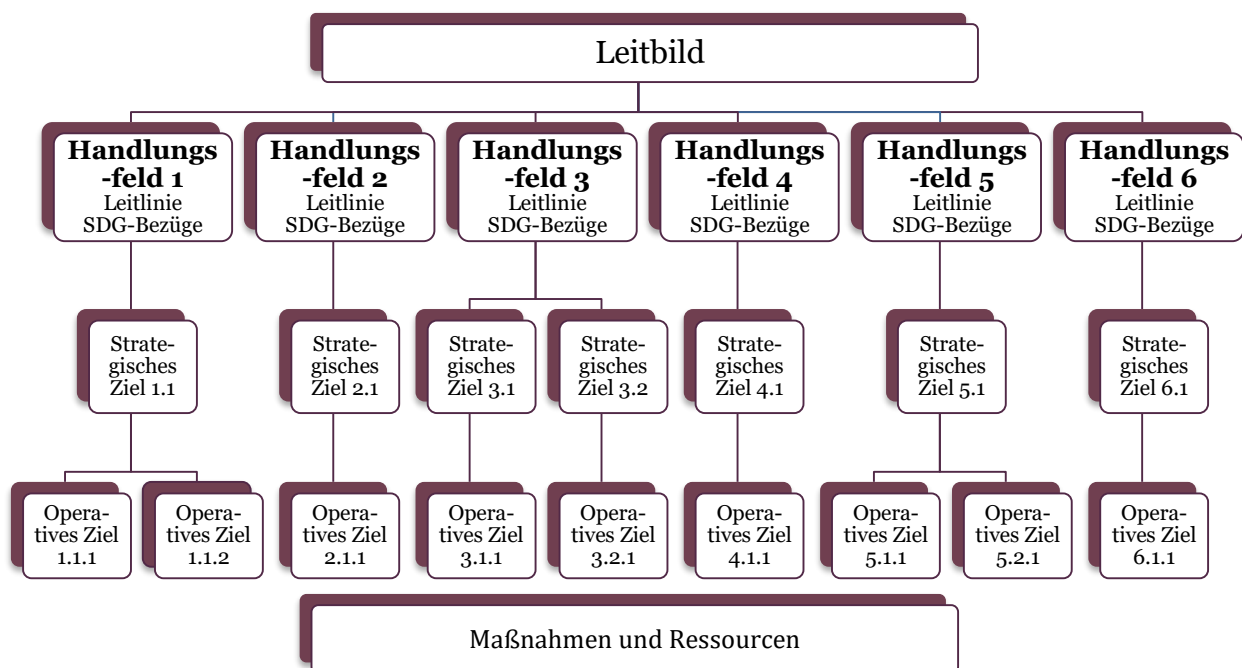 Leitbild
Handlungs
-feld 1
Leitlinie
SDG-Bezüge
Handlungs
-feld 2
Leitlinie
SDG-Bezüge
Handlungs
-feld 3
Leitlinie
SDG-Bezüge
Handlungs
-feld 4
Leitlinie
SDG-Bezüge
Handlungs
-feld 5
Leitlinie
SDG-Bezüge
Handlungs
-feld 6
Leitlinie
SDG-Bezüge
Strate-
gisches
Ziel 1.1
Strate-
gisches
Ziel 2.1
Strate-
gisches
Ziel 3.1
Strate-
gisches
Ziel 3.2
Strate-
gisches
Ziel 4.1
Strate-
gisches
Ziel 5.1
Strate-
gisches
Ziel 6.1
Opera-
tives Ziel
1.1.1
Opera-
tives Ziel
1.1.2
Opera-
tives Ziel
2.1.1
Opera-
tives Ziel
3.1.1
Opera-
tives Ziel
3.2.1
Opera-
tives Ziel
4.1.1
Opera-
tives Ziel
5.1.1
Opera-
tives Ziel
5.2.1
Opera-
tives Ziel
6.1.1
Maßnahmen und Ressourcen